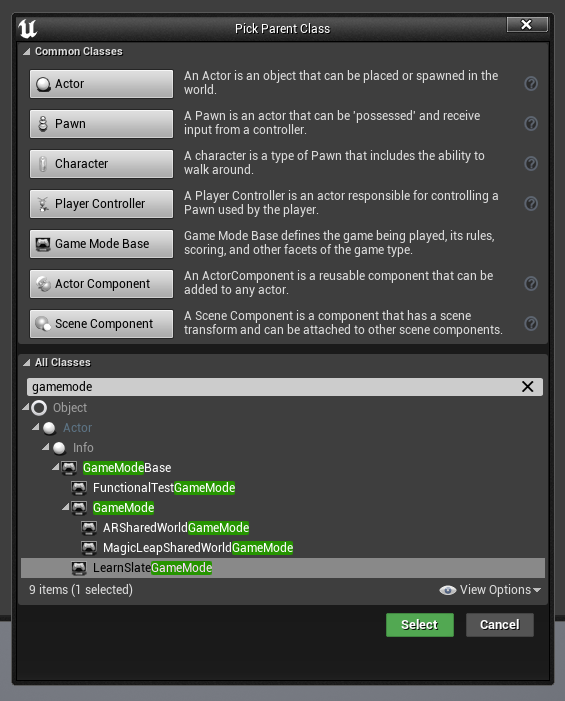 Pick Parent Class
Common Classes
Actor
An Actor is an object that can be placed or spawned in the
world.
Pawn
A Pawn is an actor that can be 'possessed' and receive
input from a controller.
Character
A character is a type of Pawn that includes the ability to
walk around.
Player Controller
A Player Controller is an actor responsible for controlling a
Pawn used by the player.
Game Mode Base
Game Mode Base defines the game being played, its rules,
scoring, and other facets of the game type.
Actor Component
An ActorComponent is a reusable component that can be
added to any actor.
Scene Component
A Scene Component is a component that has a scene
transform and can be attached to other scene components.
All Classes
gamemode
Object
Actor
Info
GameModeBase
FunctionalTestGameMode
GameMode
ARSharedWorldGameMode
MagicLeapSharedWorldGameMode
LearnSlateGameMode
9 items (1 selected)
View Options
Select
Cancel